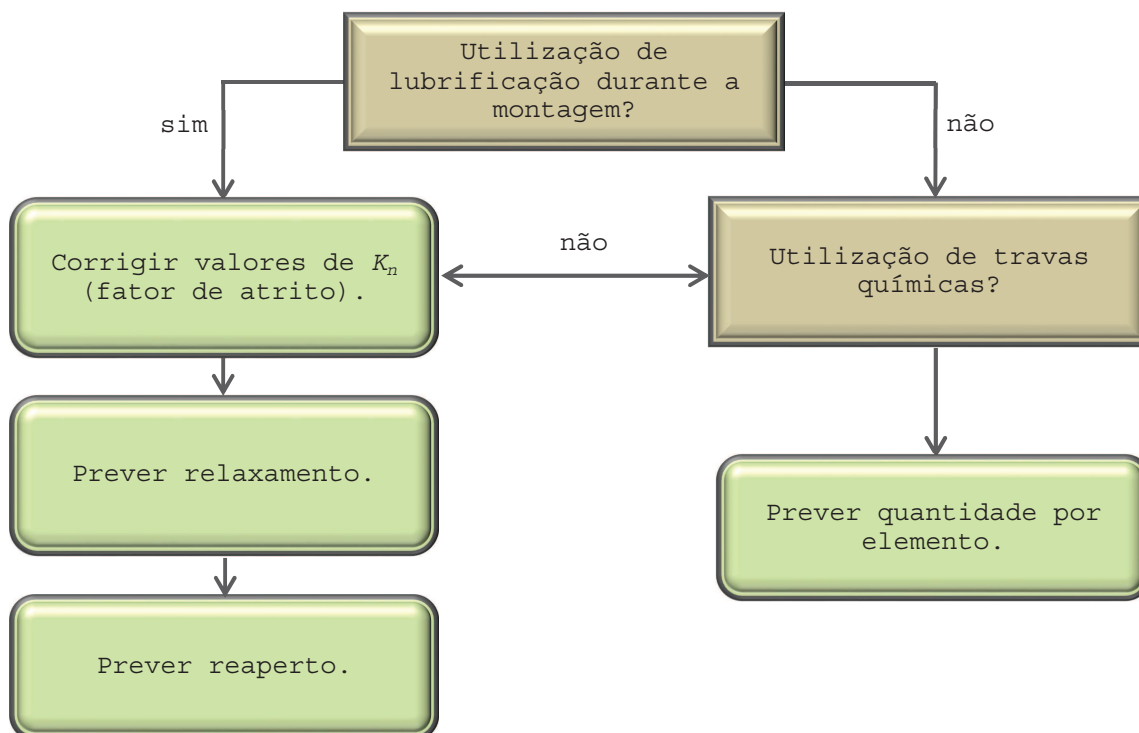 Utilização de
lubrificação durante a
montagem?
sim
não
Corrigir valores de Kn
(fator de atrito).
não
Utilização de travas
químicas?
Prever relaxamento.
Prever quantidade por
elemento.
Prever reaperto.